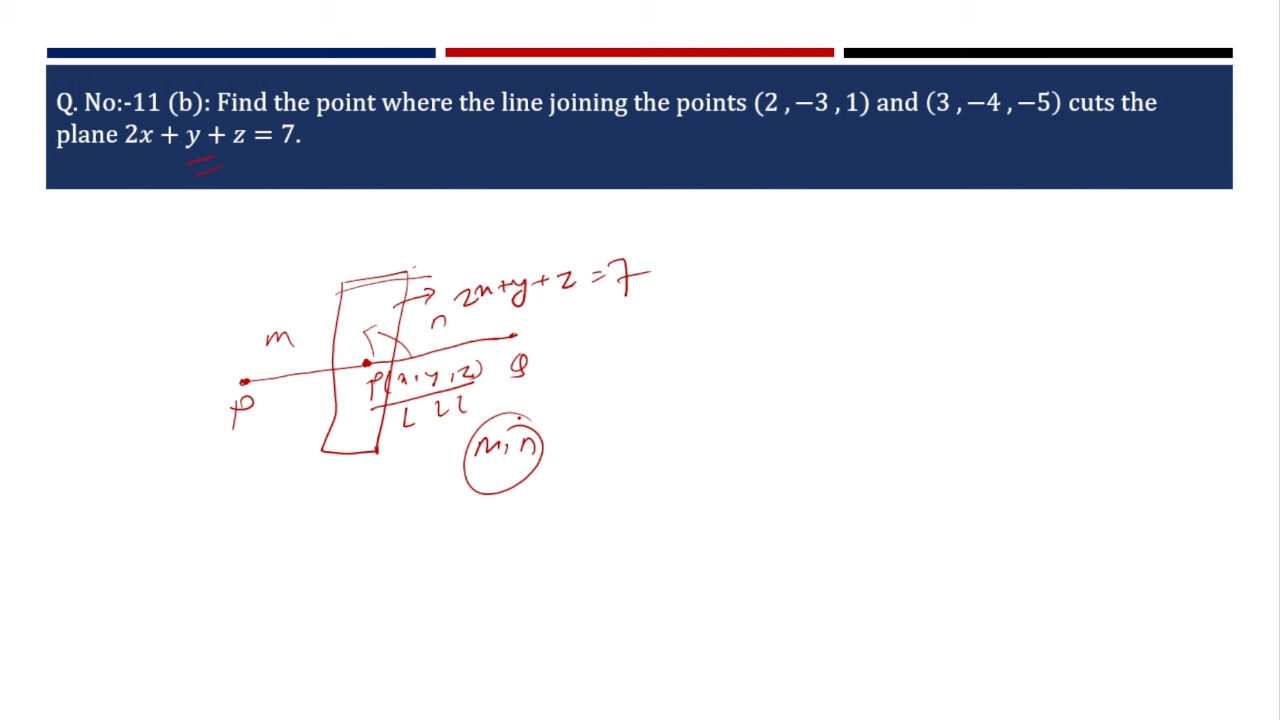 Q. No:-11 (b): Find the point where the line joining the points (2 , −3 , 1) and (3 , −4 , −5) cuts the
plane 2x + y + z = 7.
2x+y+z=7
m
n
P
P(x,y,z)
Q
m, n